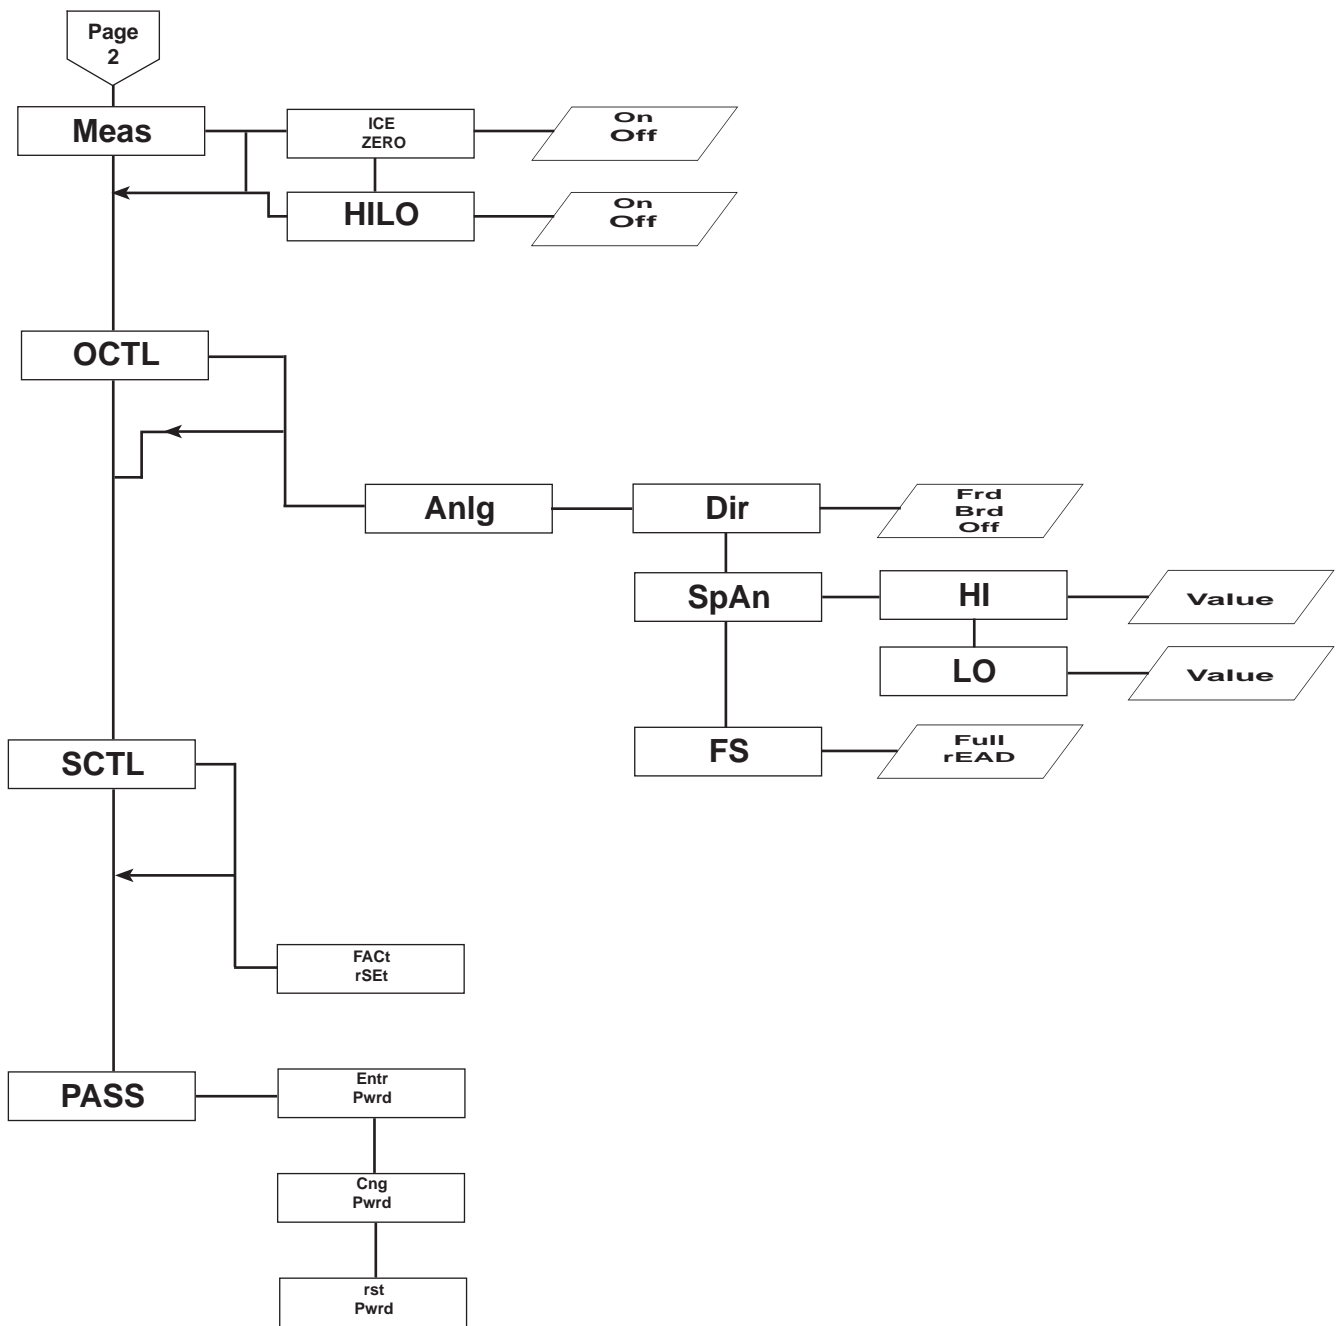 Page
2
Meas
ICE
ZERO
On
Off
HILO
On
Off
OCTL
Anlg
Dir
Frd
Brd
Off
SpAn
HI
Value
LO
Value
FS
Full
rEAD
SCTL
FACt
rSEt
PASS
Entr
Pwrd
Cng
Pwrd
rst
Pwrd